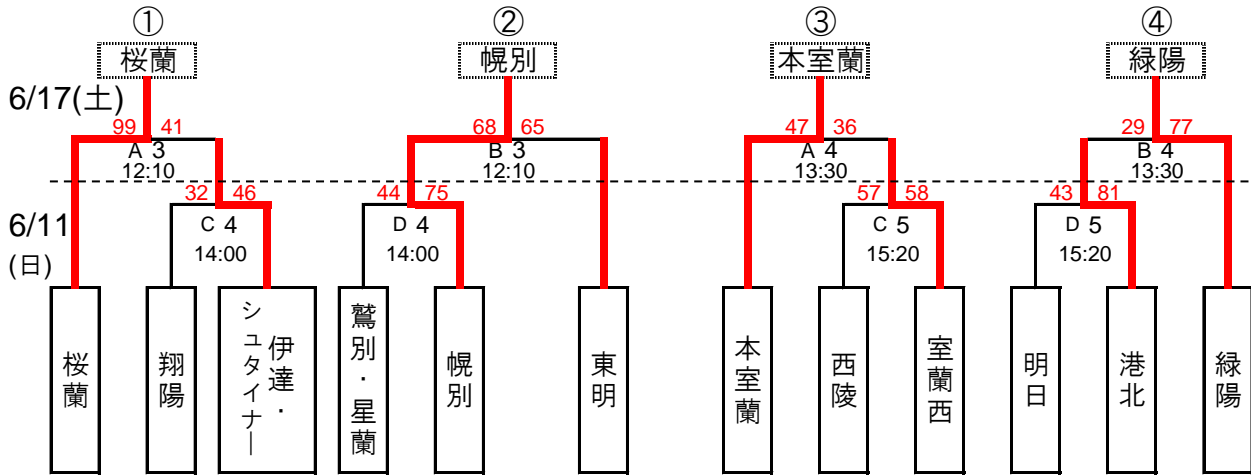 ① ② ③ ④
桜蘭 幌別 本室蘭 緑陽
6/17(土)
99 41 68 65 47 36 29 77
A 3 B 3 A 4 B 4
12:10 12:10 13:30 13:30
32 46 44 75 57 58 43 81
6/11
(日)
C 4 D 4 C 5 D 5
14:00 14:00 15:20 15:20
桜蘭
翔陽
伊達・
シュタイナー
鷲別・星蘭
幌別
東明
本室蘭
西陵
室蘭西
明日
港北
緑陽